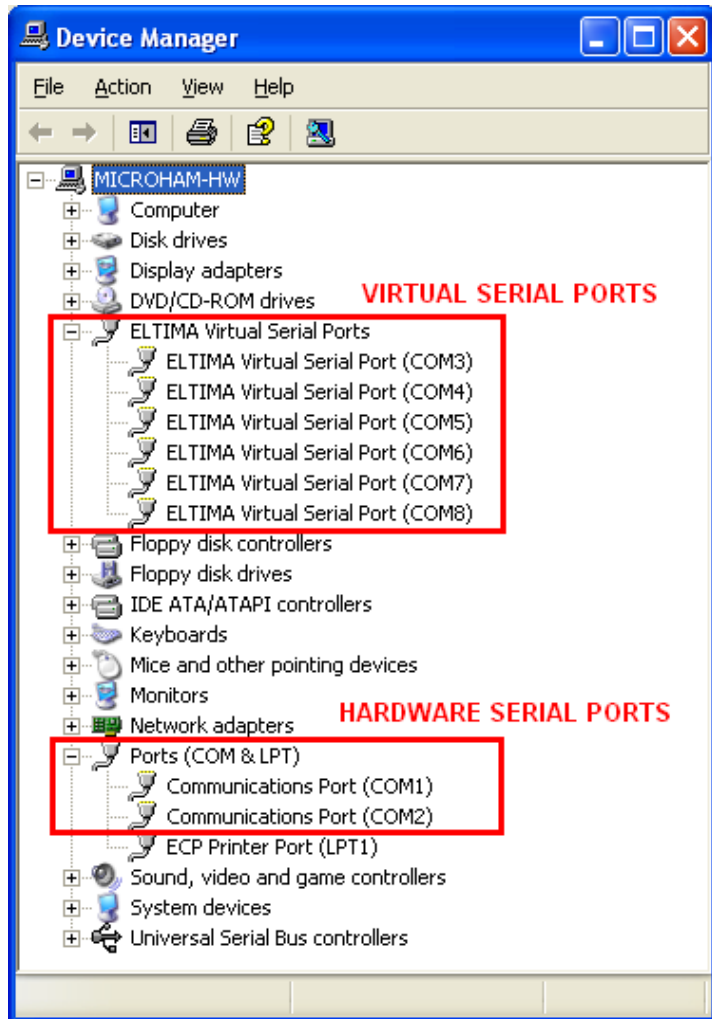 Device Manager
File Action View Help
MICROHAM-HW
Computer
Disk drives
Display adapters
DVD/CD-ROM drives
VIRTUAL SERIAL PORTS
ELTIMA Virtual Serial Ports
ELTIMA Virtual Serial Port (COM3)
ELTIMA Virtual Serial Port (COM4)
ELTIMA Virtual Serial Port (COM5)
ELTIMA Virtual Serial Port (COM6)
ELTIMA Virtual Serial Port (COM7)
ELTIMA Virtual Serial Port (COM8)
Floppy disk controllers
Floppy disk drives
IDE ATA/ATAPI controllers
Keyboards
Mice and other pointing devices
Monitors
Network adapters
HARDWARE SERIAL PORTS
Ports (COM & LPT)
Communications Port (COM1)
Communications Port (COM2)
ECP Printer Port (LPT1)
Sound, video and game controllers
System devices
Universal Serial Bus controllers